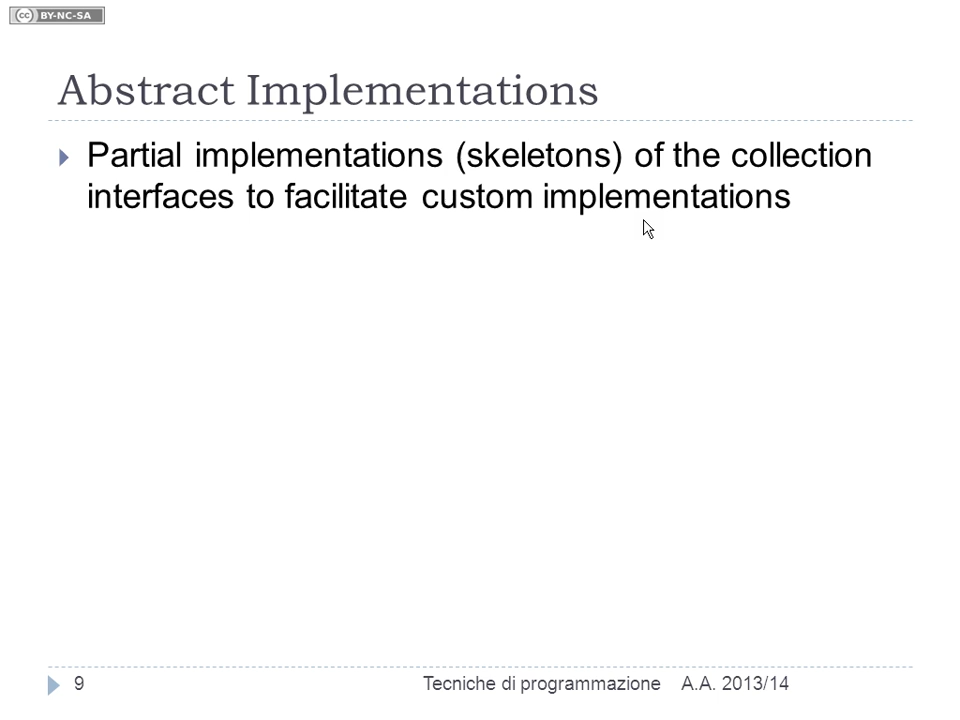 cc BY-NC-SA
Abstract Implementations
Partial implementations (skeletons) of the collection
interfaces to facilitate custom implementations
9 Tecniche di programmazione A.A. 2013/14